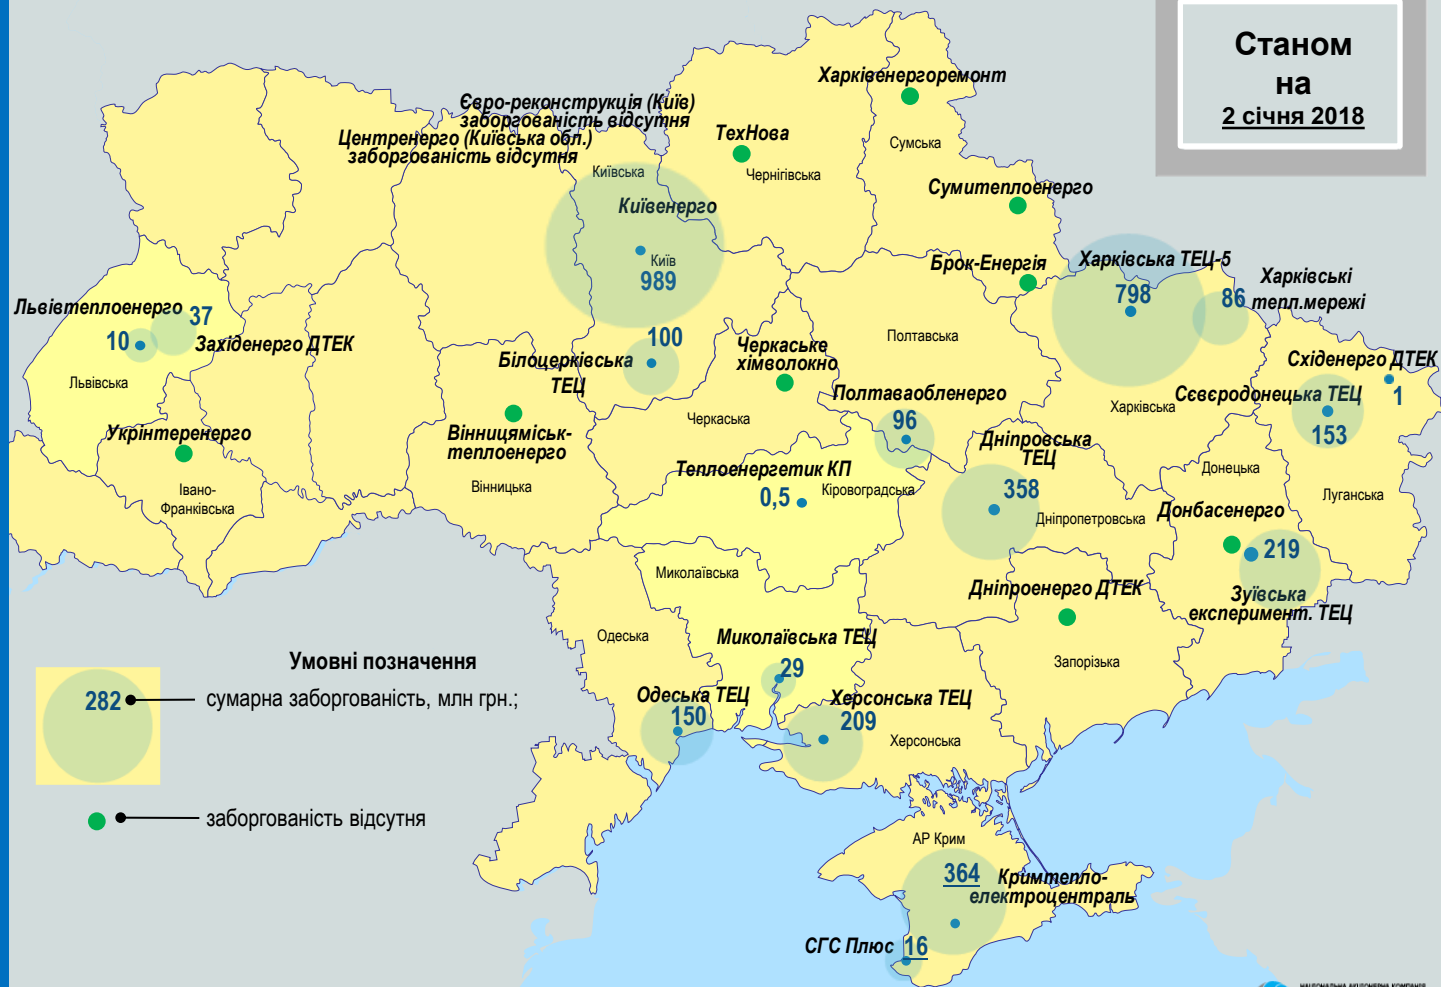 Станом
на
2 січня 2018
Харківенергоремонт
Євро-реконструкція (Київ)
заборгованість відсутня
Центренерго (Київська обл.)
заборгованість відсутня
ТехНова
Сумська
Київська
Чернігівська
Сумитеплоенерго
Київенерго
Київ
989
Брок-Енергія
Харківська ТЕЦ-5
798
86
Харківські
тепл.мережі
Львівтеплоенерго
37
10
Західенерго ДТЕК
Львівська
100
Білоцерківська
ТЕЦ
Черкаське
хімволокно
Полтавська
Полтаваобленерго
96
Східенерго ДТЕК
1
Сєвєродонецька ТЕЦ
153
Харківська
Черкаська
Укрінтеренерго
Вінницяміськ-
теплоенерго
Вінницька
Івано-
Франківська
Теплоенергетик КП
0,5
Кіровоградська
Дніпровська
ТЕЦ
358
Дніпропетровська
Донецька
Луганська
Донбасенерго
219
Зуївська
експеримент. ТЕЦ
Миколаївська
Дніпроенерго ДТЕК
Одеська
Миколаївська ТЕЦ
29
Запорізька
Одеська ТЕЦ
150
Херсонська ТЕЦ
209
Херсонська
Умовні позначення
282
сумарна заборгованість, млн грн.;
заборгованість відсутня
АР Крим
364
Кримтепло-
електроцентраль
СГС Плюс
16
НАЦІОНАЛЬНА АКЦІОНЕРНА КОМПАНІЯ